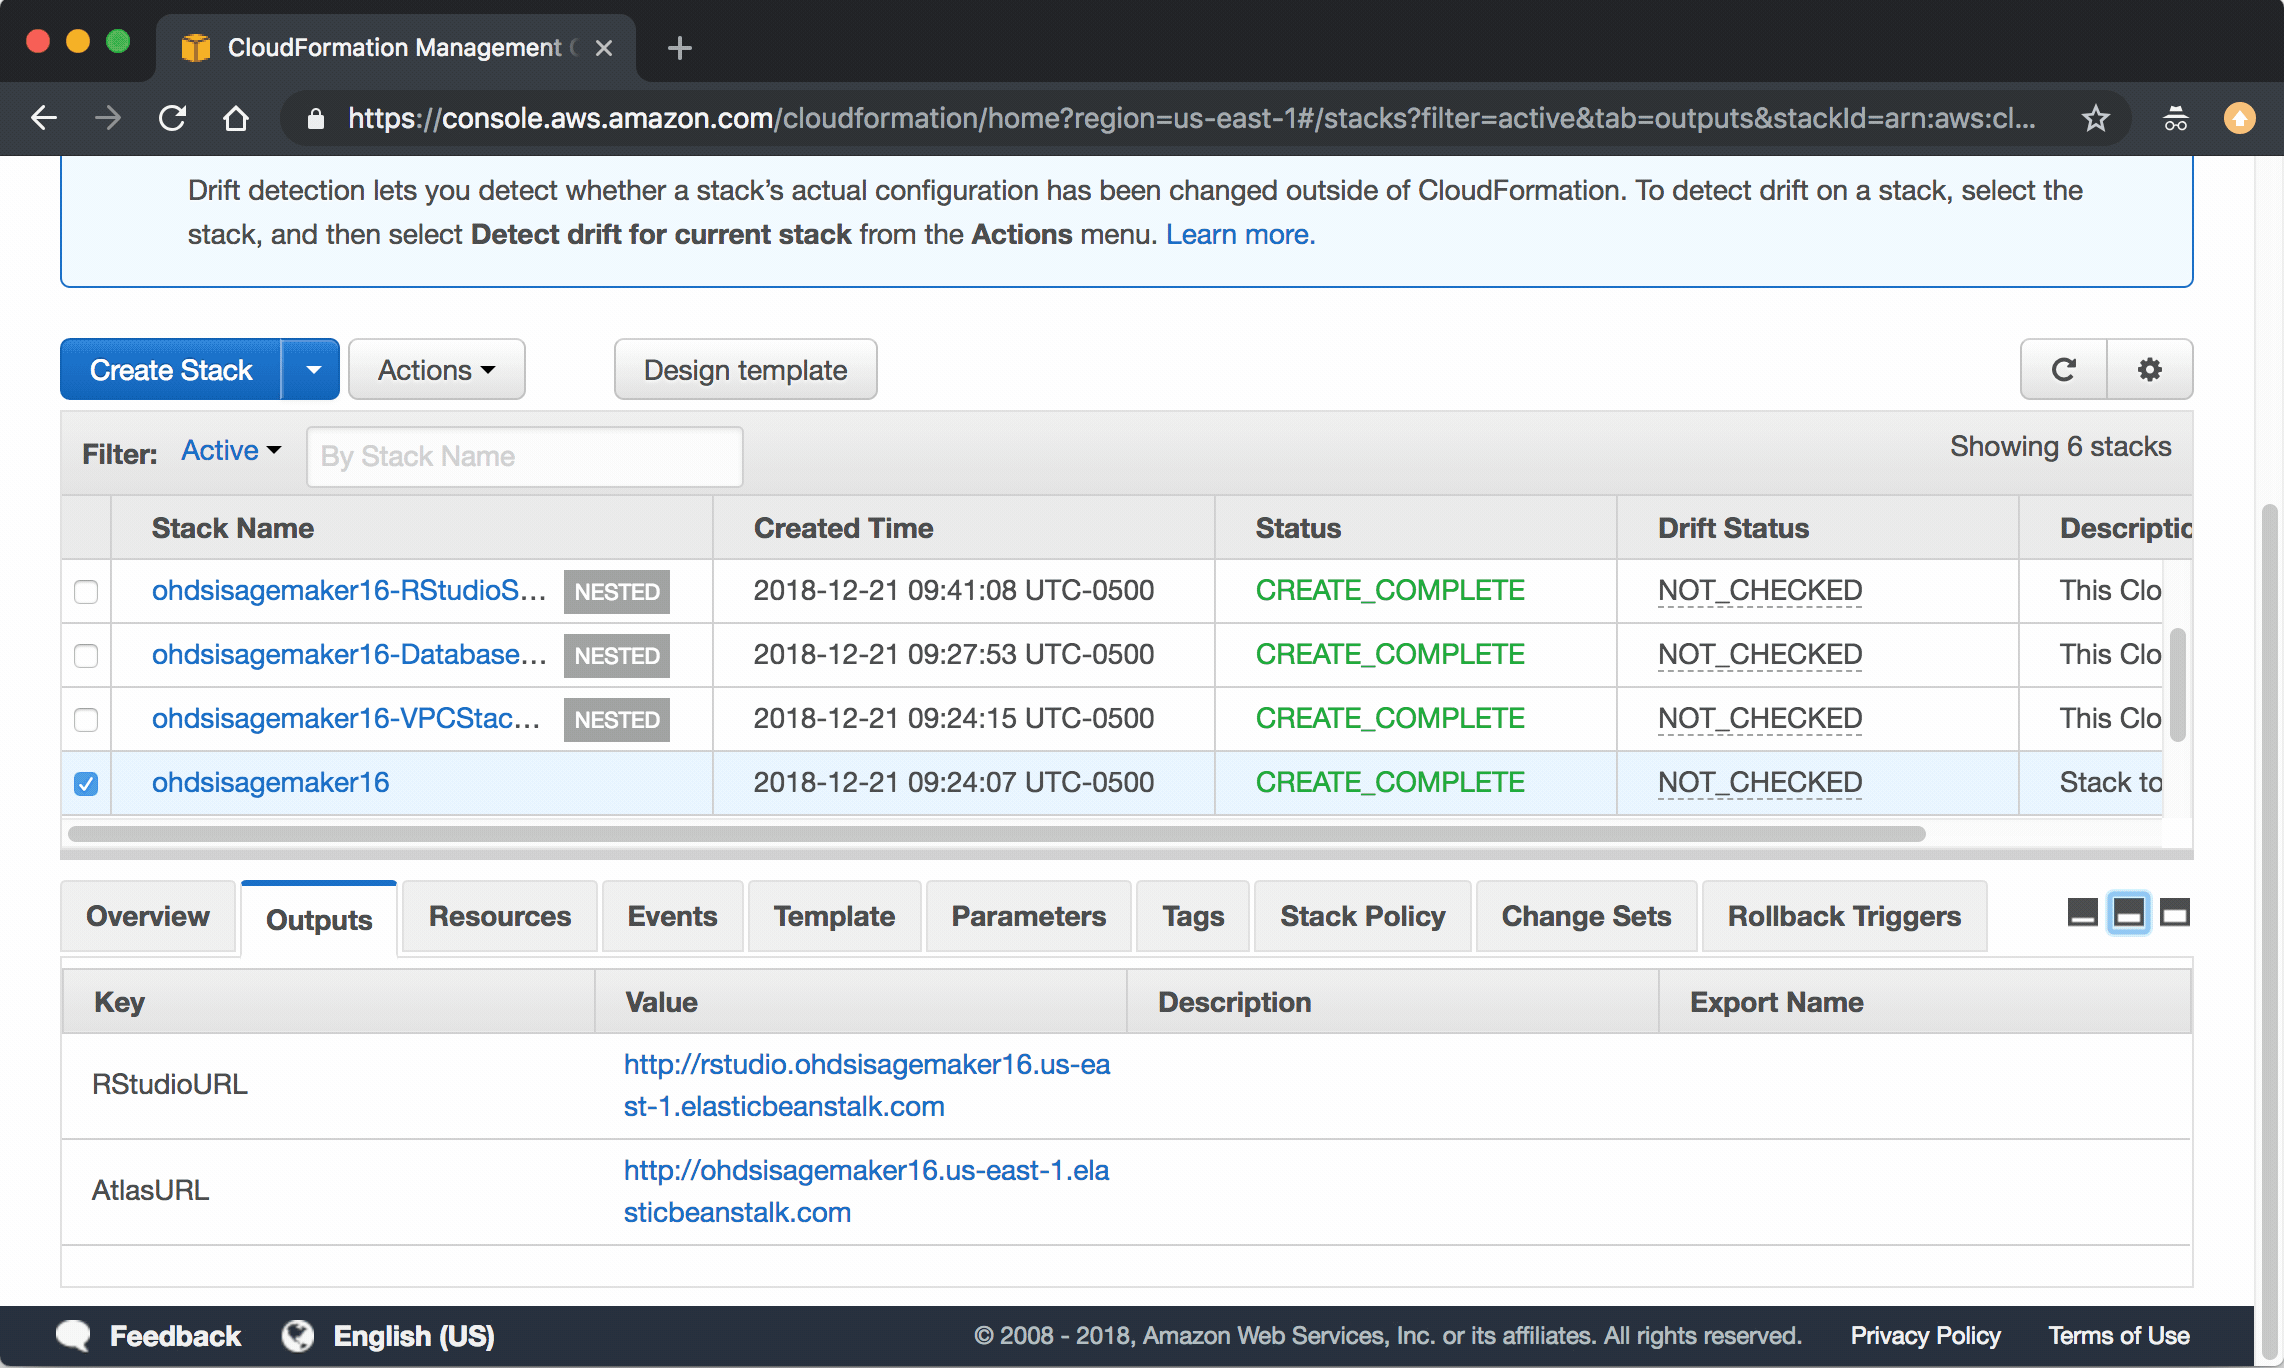 CloudFormation Management C
https://console.aws.amazon.com/cloudformation/home?region=us-east-1#/stacks?filter=active&tab=outputs&stackId=arn:aws:cl...
Drift detection lets you detect whether a stack’s actual configuration has been changed outside of CloudFormation. To detect drift on a stack, select the
stack, and then select Detect drift for current stack from the Actions menu. Learn more.
Create Stack Actions Design template
Filter: Active By Stack Name Showing 6 stacks
Stack Name Created Time Status Drift Status Descriptic
ohdsisagemaker16-RStudioS... NESTED 2018-12-21 09:41:08 UTC-0500 CREATE_COMPLETE NOT_CHECKED This Clo
ohdsisagemaker16-Database... NESTED 2018-12-21 09:27:53 UTC-0500 CREATE_COMPLETE NOT_CHECKED This Clo
ohdsisagemaker16-VPCStac... NESTED 2018-12-21 09:24:15 UTC-0500 CREATE_COMPLETE NOT_CHECKED This Clo
ohdsisagemaker16 2018-12-21 09:24:07 UTC-0500 CREATE_COMPLETE NOT_CHECKED Stack to
Overview Outputs Resources Events Template Parameters Tags Stack Policy Change Sets Rollback Triggers
Key Value Description Export Name
RStudioURL http://rstudio.ohdsisagemaker16.us-ea
st-1.elasticbeanstalk.com
AtlasURL http://ohdsisagemaker16.us-east-1.ela
sticbeanstalk.com
Feedback English (US) © 2008 - 2018, Amazon Web Services, Inc. or its affiliates. All rights reserved. Privacy Policy Terms of Use